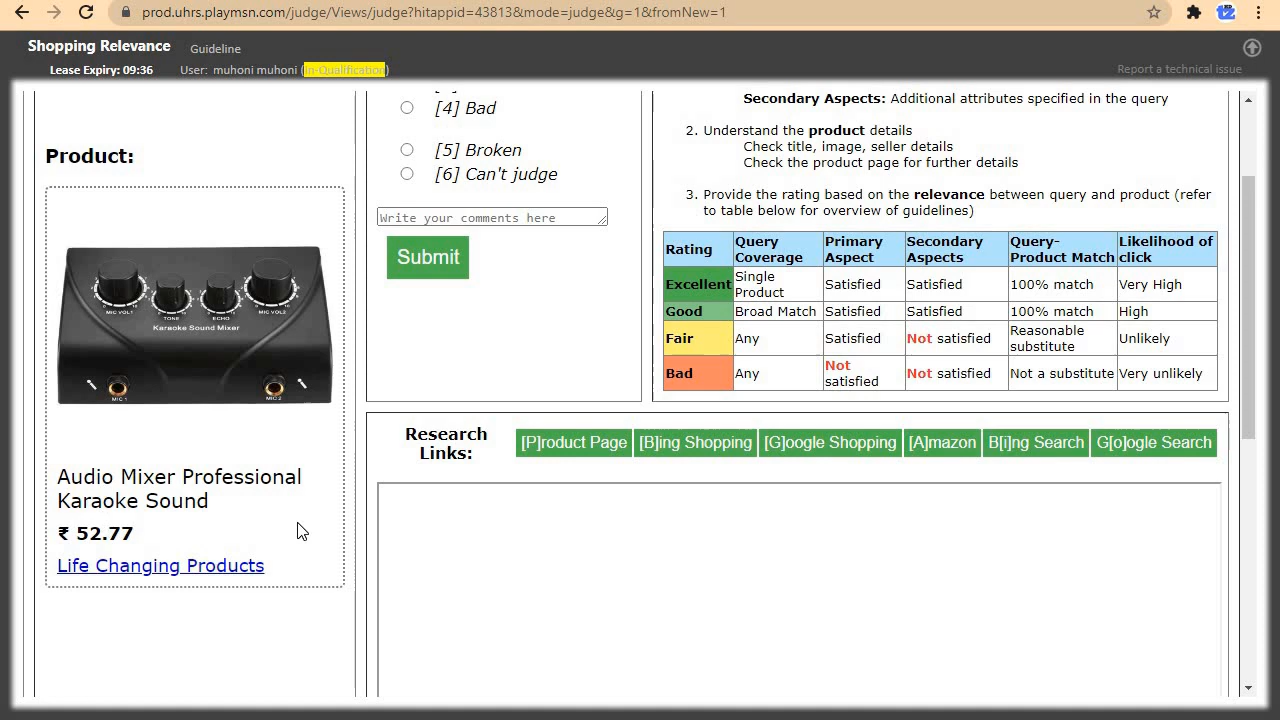 prod.uhrs.playmsn.com/judge/Views/judge?hitappid=43813&mode=judge&g=1&fromNew=1
Shopping Relevance
Guideline
Lease Expiry: 09:36
User: muhoni muhoni (In-Qualification)
Report a technical issue
Product:
MIC VOL1
TONE
ECHO
MIC VOL2
Karaoke Sound Mixer
MIC 1
MIC 2
Audio Mixer Professional
Karaoke Sound
₹ 52.77
Life Changing Products
[4] Bad
[5] Broken
[6] Can't judge
Write your comments here
Submit
Secondary Aspects: Additional attributes specified in the query
2. Understand the product details
Check title, image, seller details
Check the product page for further details
3. Provide the rating based on the relevance between query and product (refer
to table below for overview of guidelines)
Rating Query Coverage Primary Aspect Secondary Aspects Query-Product Match Likelihood of click
Excellent Single Product Satisfied Satisfied 100% match Very High
Good Broad Match Satisfied Satisfied 100% match High
Fair Any Satisfied Not satisfied Reasonable substitute Unlikely
Bad Any Not satisfied Not satisfied Not a substitute Very unlikely
Research
Links:
[P]roduct Page [B]ing Shopping [G]oogle Shopping [A]mazon B[i]ng Search G[o]ogle Search